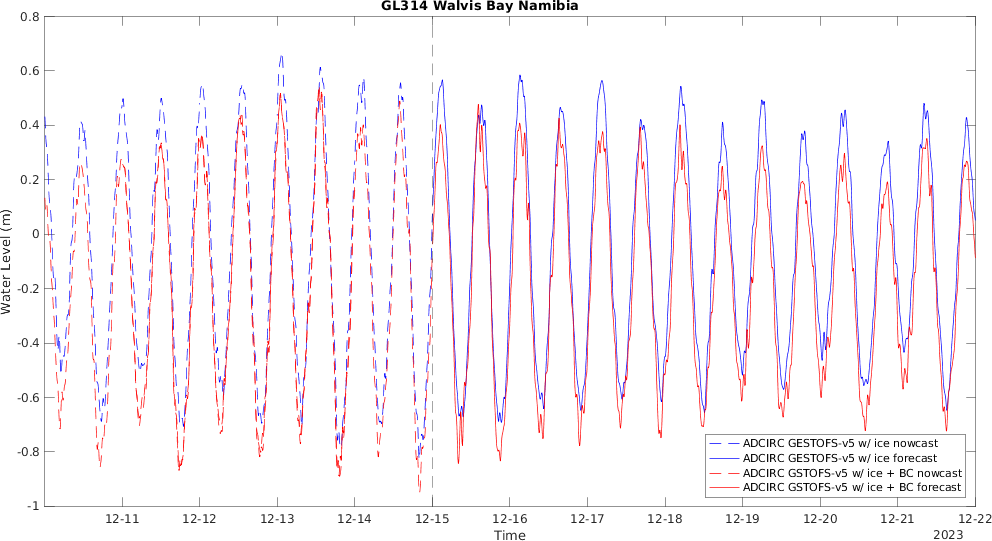 GL314 Walvis Bay Namibia
0.8
0.6
0.4
0.2
0
-0.2
-0.4
-0.6
-0.8
-1
Water Level (m)
ADCIRC GESTOFS-v5 w/ ice nowcast
ADCIRC GESTOFS-v5 w/ ice forecast
ADCIRC GSTOFS-v5 w/ ice + BC nowcast
ADCIRC GSTOFS-v5 w/ ice + BC forecast
12-11 12-12 12-13 12-14 12-15 12-16 12-17 12-18 12-19 12-20 12-21 12-22
Time
2023